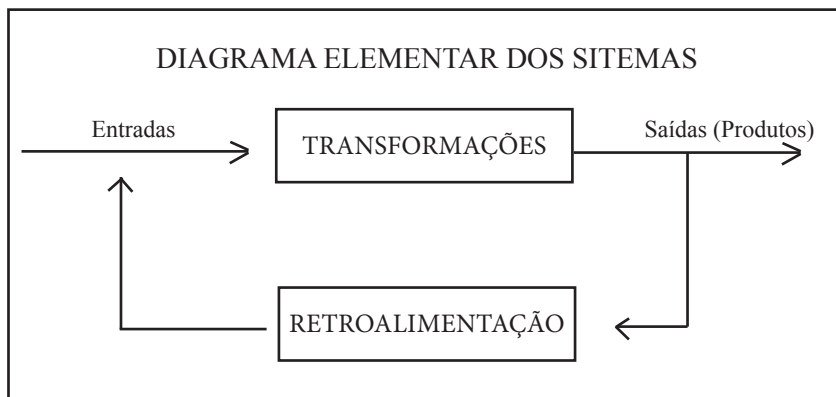 DIAGRAMA ELEMENTAR DOS SITEMAS
Entradas
TRANSFORMAÇÕES
Saídas (Produtos)
RETROALIMENTAÇÃO